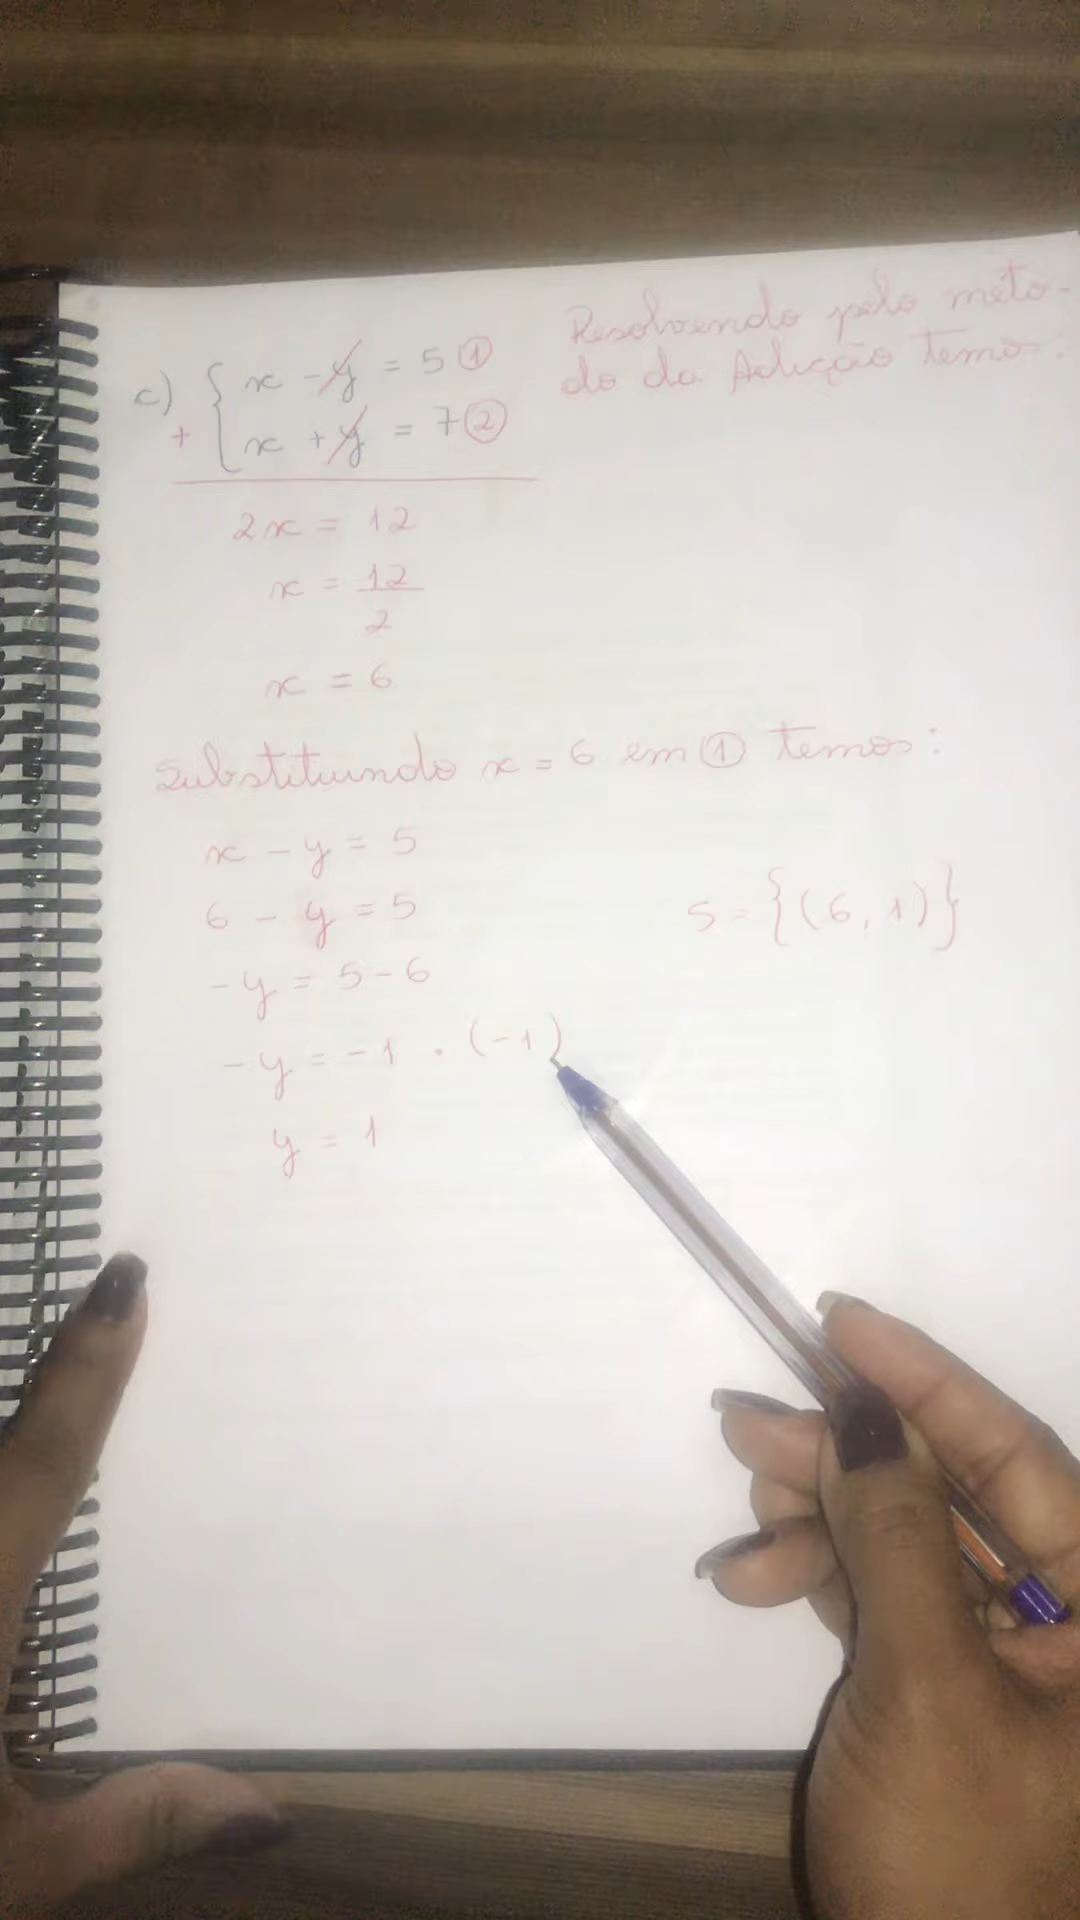 Resolvendo pelo méto-
do da Adição temos:
c) { x - y = 5 ①
+ x + y = 7 ②
2x = 12
x = 12
2
x = 6
Substituindo x = 6 em ① temos:
x - y = 5
6 - y = 5
S = {(6, 1)}
-y = 5 - 6
-y = -1 . (-1)
y = 1